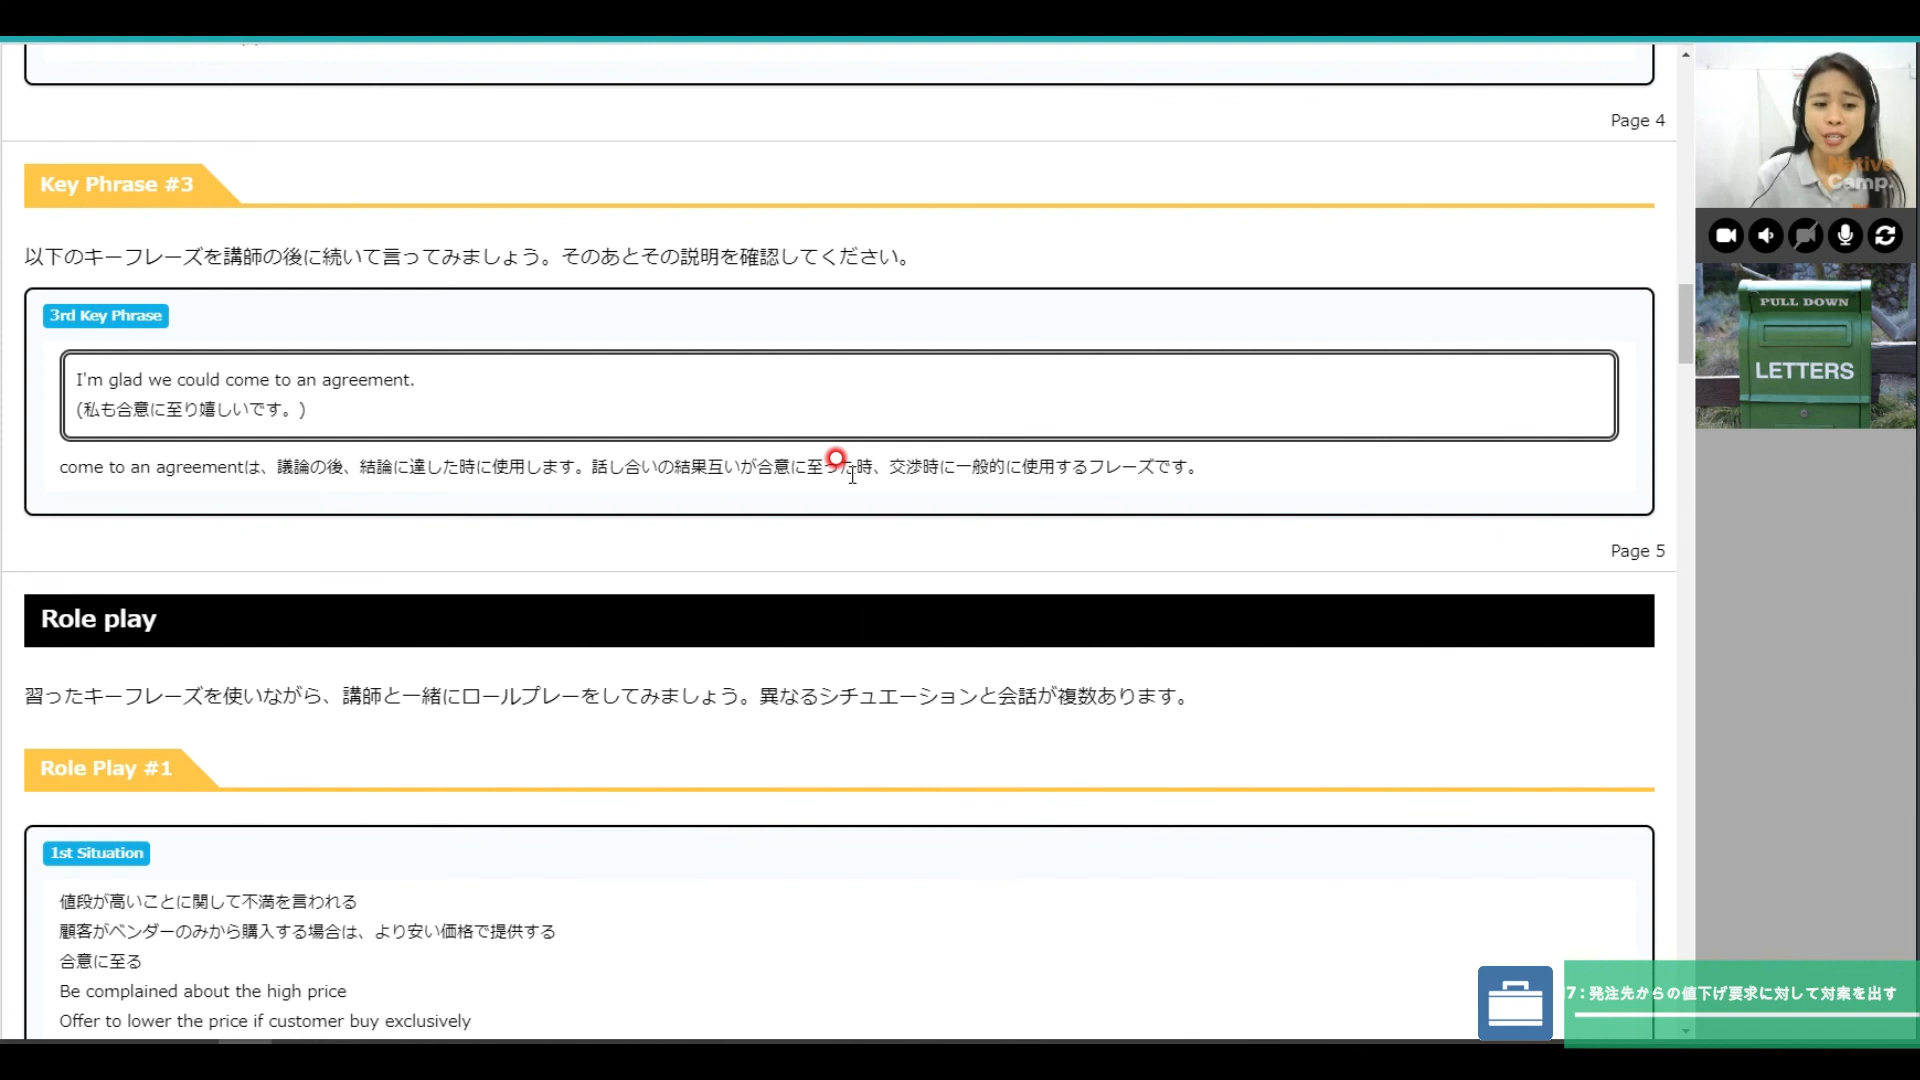 Page 4
Key Phrase #3
以下のキーフレーズを講師の後に続いて言ってみましょう。そのあとその説明を確認してください。
3rd Key Phrase
I'm glad we could come to an agreement.
(私も合意に至り嬉しいです。)
come to an agreementは、議論の後、結論に達した時に使用します。話し合いの結果互いが合意に至った時、交渉時に一般的に使用するフレーズです。
Page 5
Role play
習ったキーフレーズを使いながら、講師と一緒にロールプレーをしてみましょう。異なるシチュエーションと会話が複数あります。
Role Play #1
1st Situation
値段が高いことに関して不満を言われる
顧客がベンダーのみから購入する場合は、より安い価格で提供する
合意に至る
Be complained about the high price
Offer to lower the price if customer buy exclusively
Native
Camp.
PULL DOWN
LETTERS
7：発注先からの値下げ要求に対して対案を出す